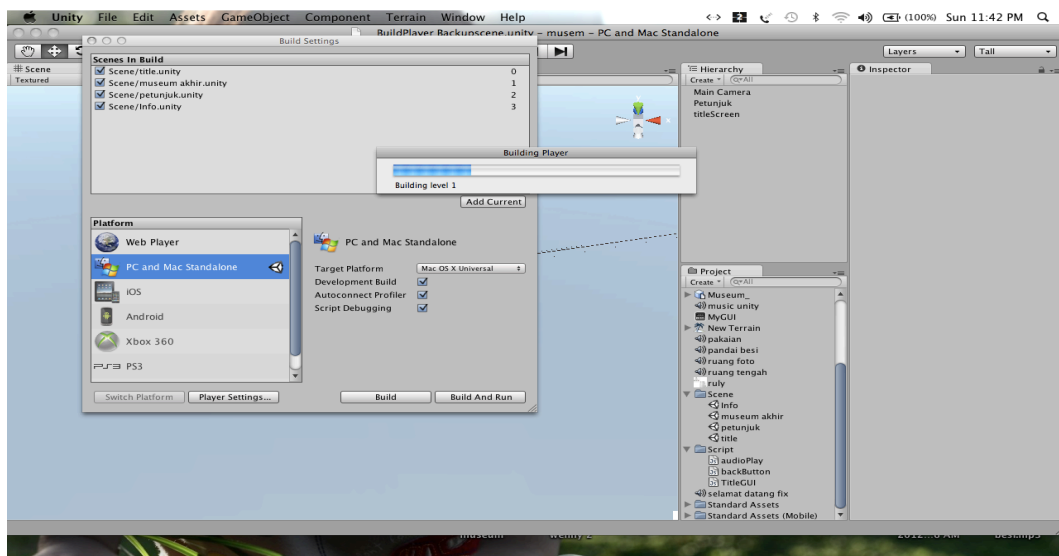 Unity File Edit Assets GameObject Component Terrain Window Help (100%) Sun 11:42 PM
BuildPlayer Backupscene.unity - musem - PC and Mac Standalone
Layers Tall
Build Settings
Scenes In Build
Scene/title.unity 0
Scene/museum akhir.unity 1
Scene/petunjuk.unity 2
Scene/Info.unity 3
Add Current
Platform
Web Player
PC and Mac Standalone
iOS
Android
Xbox 360
PS3
PC and Mac Standalone
Target Platform Mac OS X Universal
Development Build
Autoconnect Profiler
Script Debugging
Switch Platform Player Settings... Build Build And Run
Scene
Textured
Building Player
Building level 1
Hierarchy
Create All
Main Camera
Petunjuk
titleScreen
Inspector
Project
Create All
Museum_
music unity
MyGUI
New Terrain
pakaian
pandai besi
ruang foto
ruang tengah
ruly
Scene
Info
museum akhir
petunjuk
title
Script
audioPlay
backButton
TitleGUI
selamat datang fix
Standard Assets
Standard Assets (Mobile)